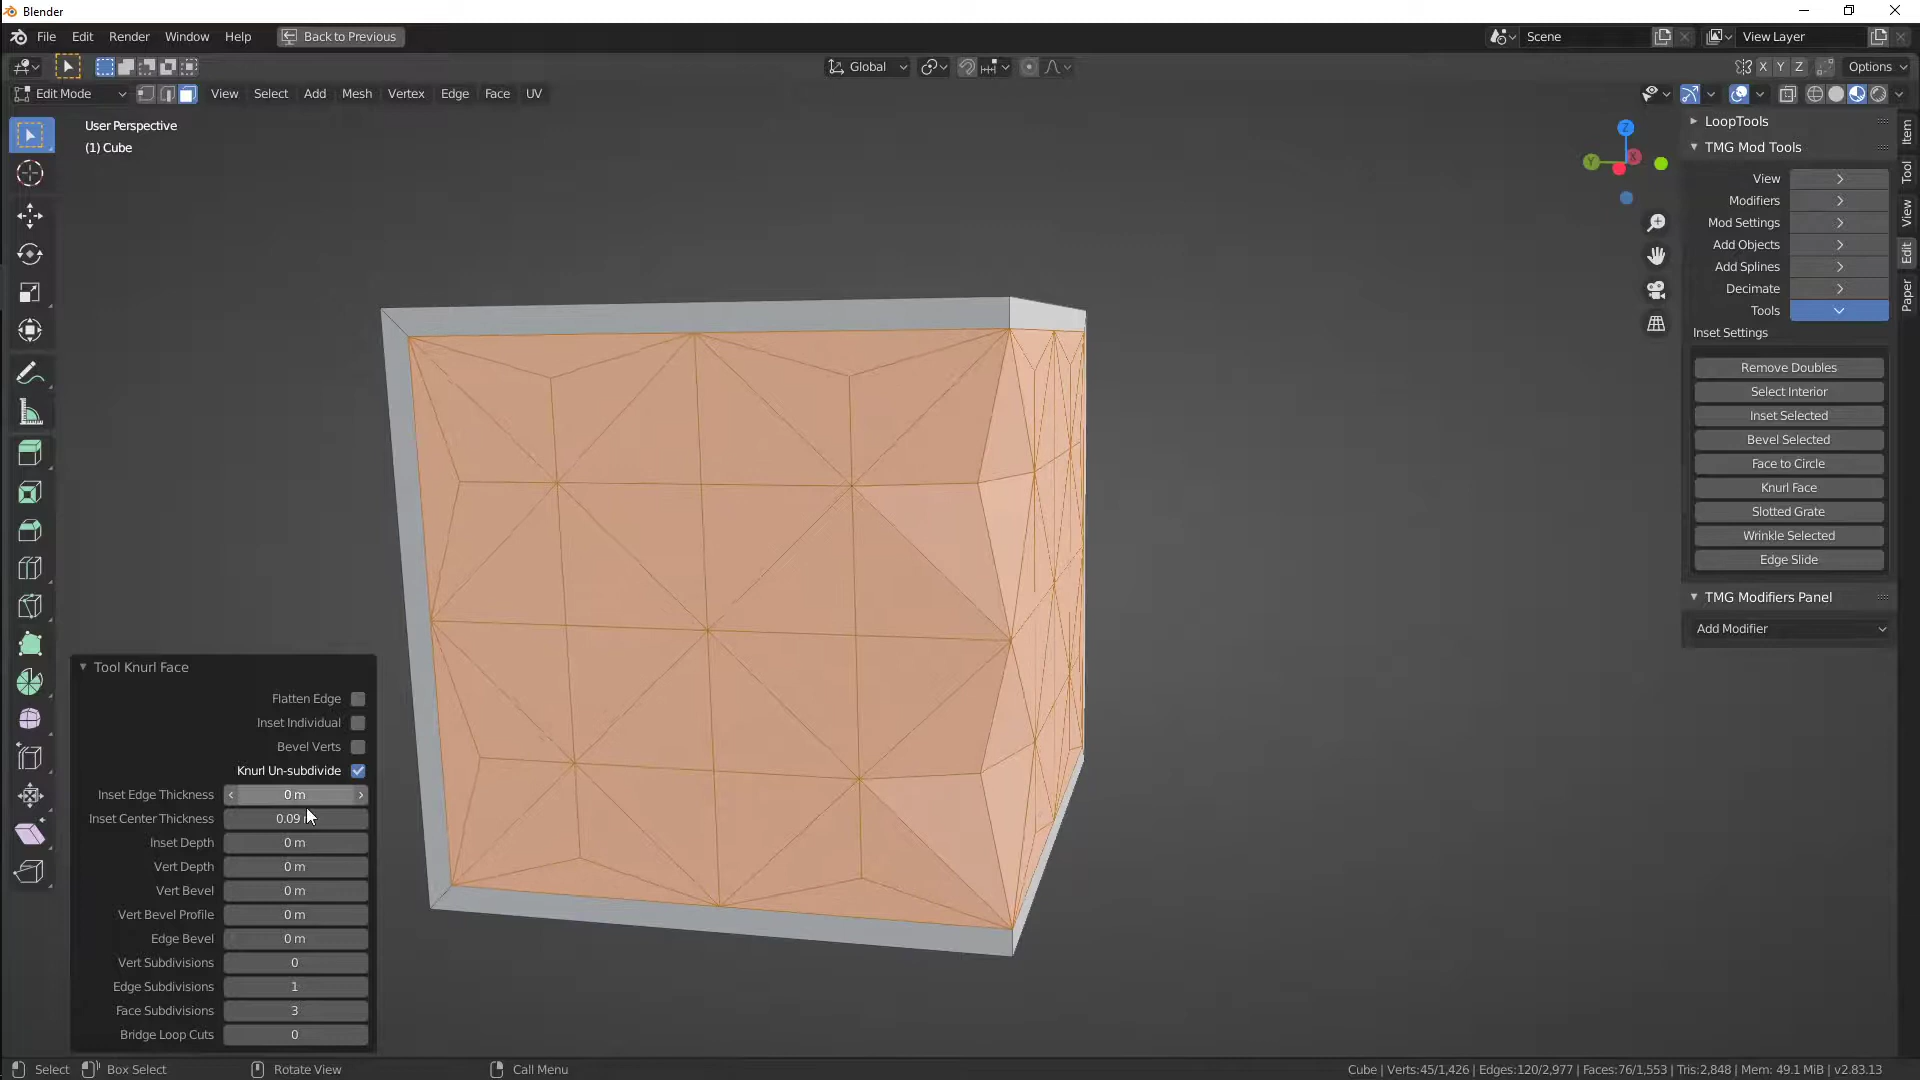 Blender
File Edit Render Window Help Back to Previous Scene View Layer
Global X Y Z Options
Edit Mode View Select Add Mesh Vertex Edge Face UV
User Perspective
(1) Cube
Z
Y
X
LoopTools
TMG Mod Tools
View
Modifiers
Mod Settings
Add Objects
Add Splines
Decimate
Tools
Inset Settings
Remove Doubles
Select Interior
Inset Selected
Bevel Selected
Face to Circle
Knurl Face
Slotted Grate
Wrinkle Selected
Edge Slide
TMG Modifiers Panel
Add Modifier
Item
Tool
View
Edit
Paper
Tool Knurl Face
Flatten Edge
Inset Individual
Bevel Verts
Knurl Un-subdivide
Inset Edge Thickness 0 m
Inset Center Thickness 0.09
Inset Depth 0 m
Vert Depth 0 m
Vert Bevel 0 m
Vert Bevel Profile 0 m
Edge Bevel 0 m
Vert Subdivisions 0
Edge Subdivisions 1
Face Subdivisions 3
Bridge Loop Cuts 0
Select Box Select Rotate View Call Menu Cube | Verts:45/1,426 | Edges:120/2,977 | Faces:76/1,553 | Tris:2,848 | Mem: 49.1 MiB | v2.83.13